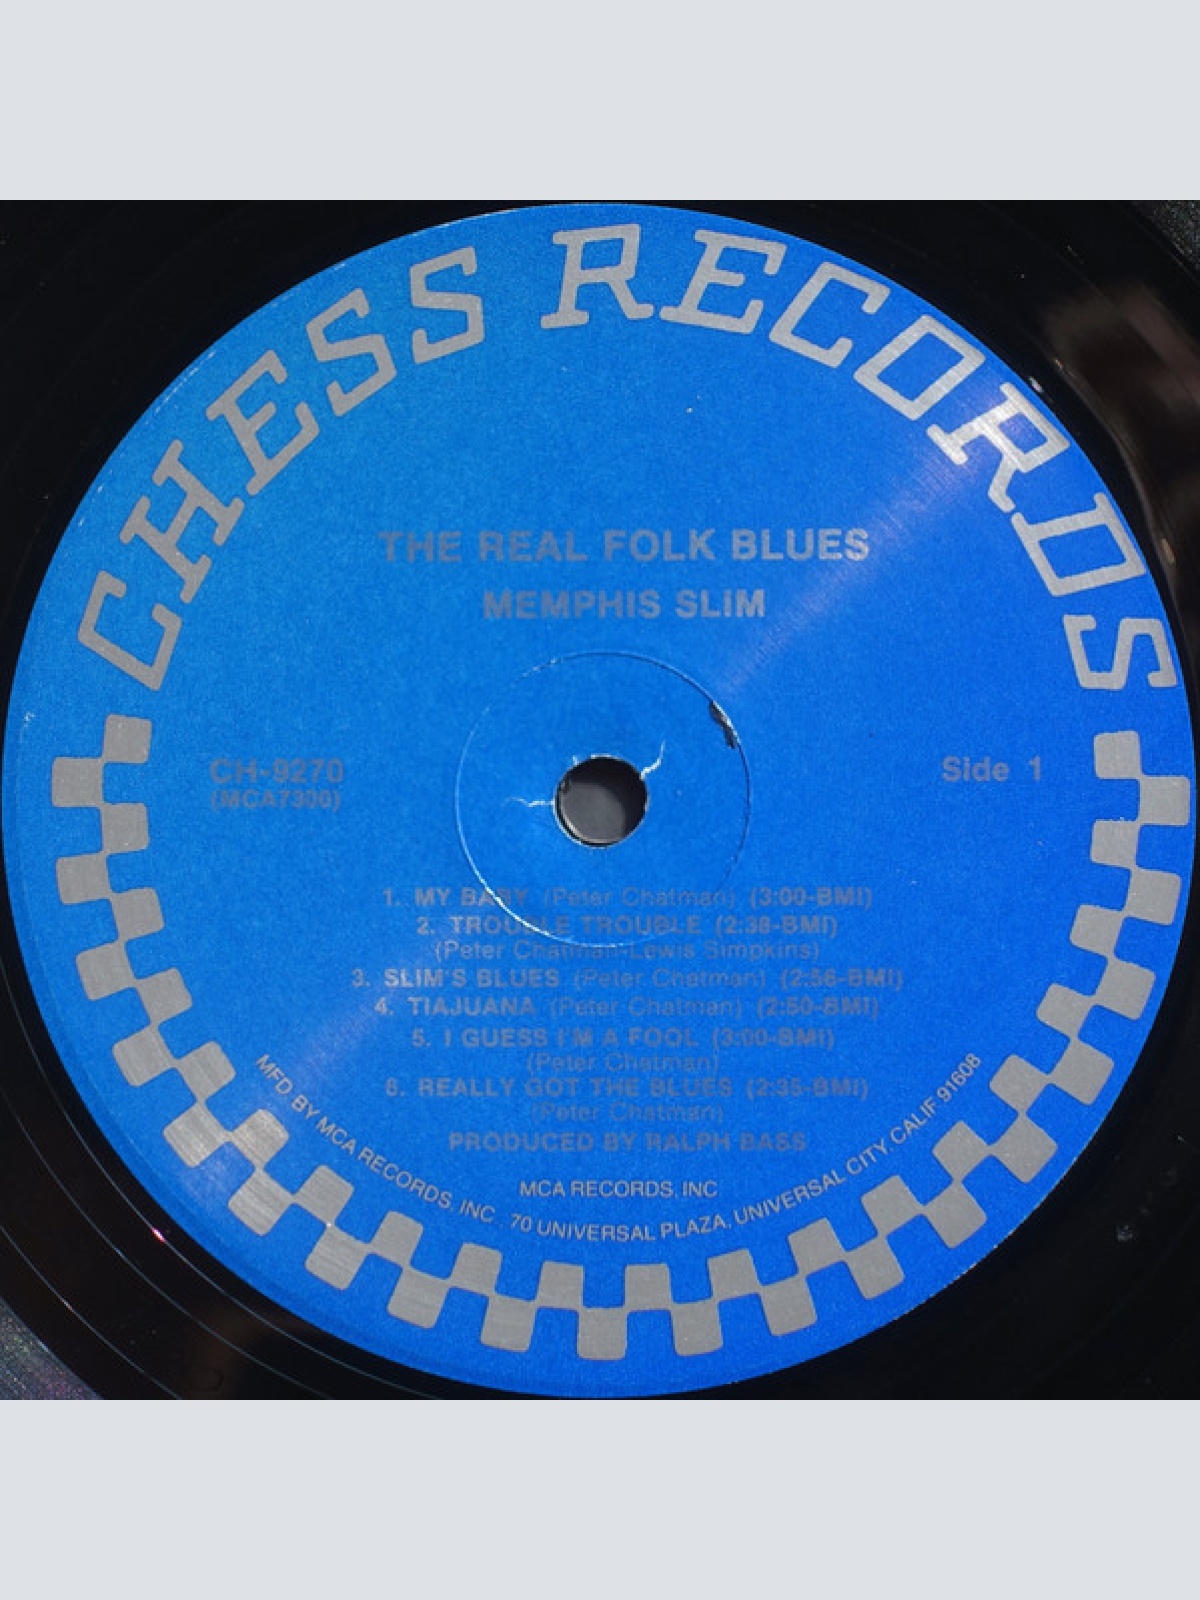 CHESS RECORDS
THE REAL FOLK BLUES
MEMPHIS SLIM
CH-9270
(MCA7300)
Side 1
1. MY BABY (Peter Chatman) (3:00-BMI)
2. TROUBLE TROUBLE (2:38-BMI)
(Peter Chatman-Lewis Simpkins)
3. SLIM'S BLUES (Peter Chatman) (2:56-BMI)
4. TIAJUANA (Peter Chatman) (2:50-BMI)
5. I GUESS I'M A FOOL (3:00-BMI)
(Peter Chatman)
6. REALLY GOT THE BLUES (2:35-BMI)
(Peter Chatman)
PRODUCED BY RALPH BASS
MCA RECORDS, INC
MFD. BY MCA RECORDS, INC . 70 UNIVERSAL PLAZA, UNIVERSAL CITY, CALIF. 91608